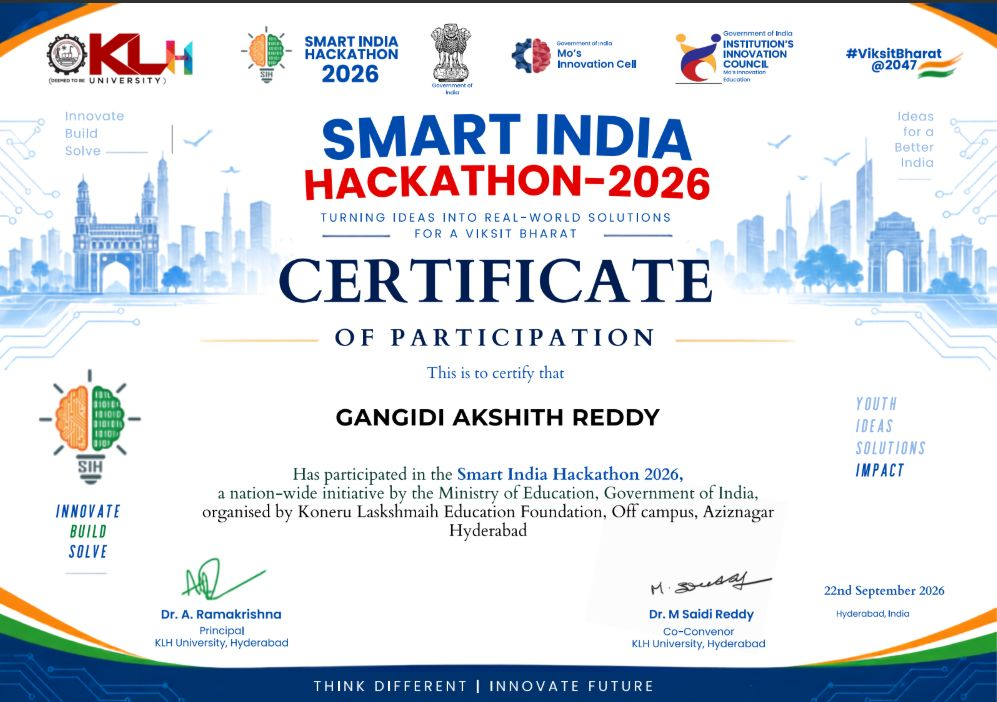 KLH
(DEEMED TO BE UNIVERSITY)
SIH
SMART INDIA
HACKATHON
2026
Government of
India
Government of India
Mo's
Innovation Cell
Government of India
INSTITUTION'S
INNOVATION
COUNCIL
Mo's Innovation
Education
#ViksitBharat
@2047
Innovate
Build
Solve
Ideas
for a
Better
India
SMART INDIA
HACKATHON-2026
TURNING IDEAS INTO REAL-WORLD SOLUTIONS
FOR A VIKSIT BHARAT
CERTIFICATE
OF PARTICIPATION
This is to certify that
GANGIDI AKSHITH REDDY
Has participated in the Smart India Hackathon 2026,
a nation-wide initiative by the Ministry of Education, Government of India,
organised by Koneru Laskshmaih Education Foundation, Off campus, Aziznagar
Hyderabad
SIH
INNOVATE
BUILD
SOLVE
YOUTH
IDEAS
SOLUTIONS
IMPACT
Dr. A. Ramakrishna
Principal
KLH University, Hyderabad
Dr. M Saidi Reddy
Co-Convenor
KLH University, Hyderabad
22nd September 2026
Hyderabad, India
THINK DIFFERENT | INNOVATE FUTURE